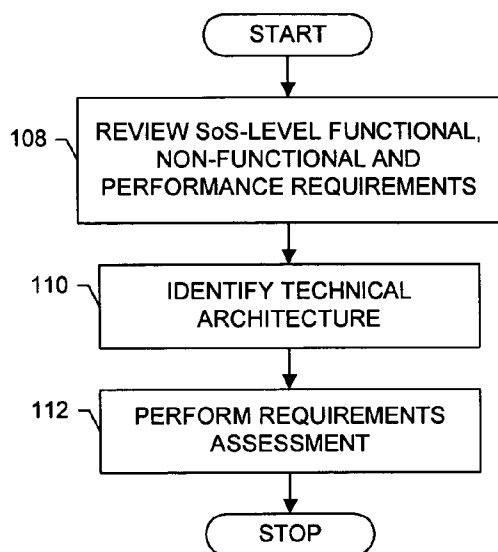 START
108
REVIEW SoS-LEVEL FUNCTIONAL,
NON-FUNCTIONAL AND
PERFORMANCE REQUIREMENTS
110
IDENTIFY TECHNICAL
ARCHITECTURE
112
PERFORM REQUIREMENTS
ASSESSMENT
STOP